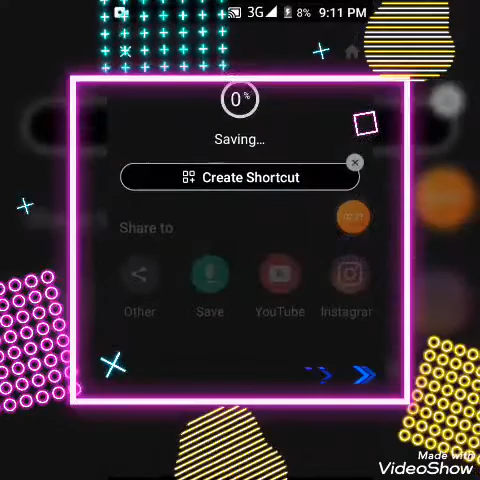 3G 8% 9:11 PM
0%
Saving...
Create Shortcut
Share to
Other Save YouTube Instagram
Made with
VideoShow